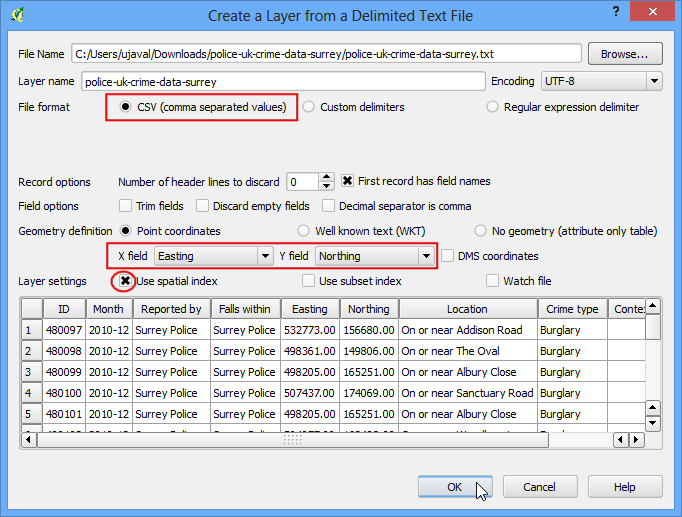 Create a Layer from a Delimited Text File ?
File Name C:/Users/ujaval/Downloads/police-uk-crime-data-surrey/police-uk-crime-data-surrey.txt Browse...
Layer name police-uk-crime-data-surrey Encoding UTF-8
File format CSV (comma separated values) Custom delimiters Regular expression delimiter
Record options Number of header lines to discard 0 First record has field names
Field options Trim fields Discard empty fields Decimal separator is comma
Geometry definition Point coordinates Well known text (WKT) No geometry (attribute only table)
X field Easting Y field Northing DMS coordinates
Layer settings Use spatial index Use subset index Watch file
ID Month Reported by Falls within Easting Northing Location Crime type Contex
1 480097 2010-12 Surrey Police Surrey Police 532773.00 156680.00 On or near Addison Road Burglary
2 480098 2010-12 Surrey Police Surrey Police 498361.00 149806.00 On or near The Oval Burglary
3 480099 2010-12 Surrey Police Surrey Police 498205.00 165251.00 On or near Albury Close Burglary
4 480100 2010-12 Surrey Police Surrey Police 507437.00 174069.00 On or near Sanctuary Road Burglary
5 480101 2010-12 Surrey Police Surrey Police 498205.00 165251.00 On or near Albury Close Burglary
OK Cancel Help